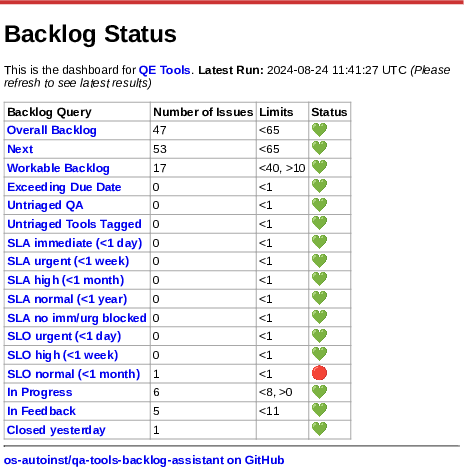 Backlog Status
This is the dashboard for QE Tools. Latest Run: 2024-08-24 11:41:27 UTC (Please
refresh to see latest results)
Backlog Query Number of Issues Limits Status
Overall Backlog 47 <65 💚
Next 53 <65 💚
Workable Backlog 17 <40, >10 💚
Exceeding Due Date 0 <1 💚
Untriaged QA 0 <1 💚
Untriaged Tools Tagged 0 <1 💚
SLA immediate (<1 day) 0 <1 💚
SLA urgent (<1 week) 0 <1 💚
SLA high (<1 month) 0 <1 💚
SLA normal (<1 year) 0 <1 💚
SLA no imm/urg blocked 0 <1 💚
SLO urgent (<1 day) 0 <1 💚
SLO high (<1 week) 0 <1 💚
SLO normal (<1 month) 1 <1 🔴
In Progress 6 <8, >0 💚
In Feedback 5 <11 💚
Closed yesterday 1 💚
os-autoinst/qa-tools-backlog-assistant on GitHub